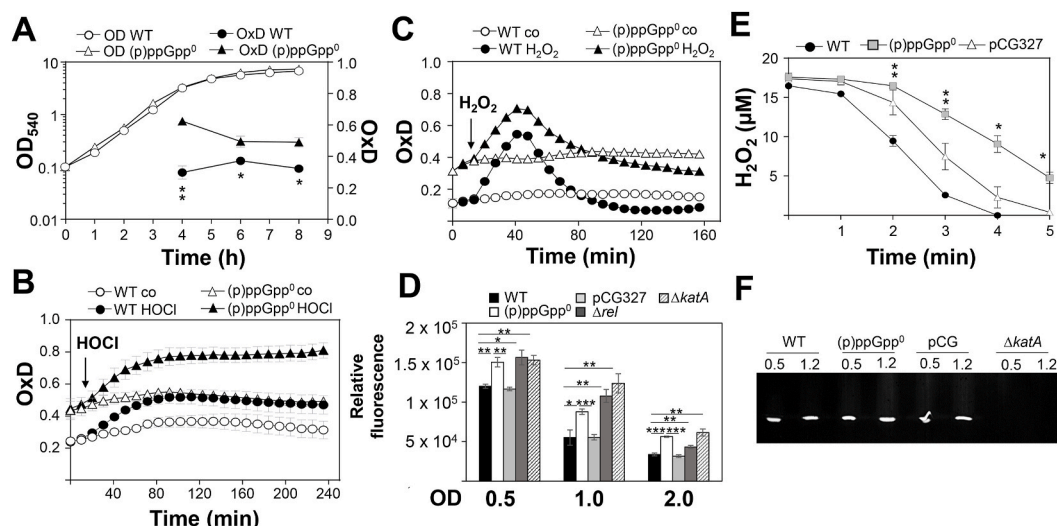 A
OD WT
OxD WT
OD (p)ppGpp⁰
OxD (p)ppGpp⁰
10
1
0.1
0.01
OD₅₄₀
1.0
0.8
0.6
0.4
0.2
0.0
OxD
*
*
*
*
0 1 2 3 4 5 6 7 8 9
Time (h)
B
WT co
(p)ppGpp⁰ co
WT HOCl
(p)ppGpp⁰ HOCl
HOCl
1.0
0.8
0.6
0.4
0.2
OxD
40 80 120 160 200 240
Time (min)
C
WT co
(p)ppGpp⁰ co
WT H₂O₂
(p)ppGpp⁰ H₂O₂
H₂O₂
1.0
0.8
0.6
0.4
0.2
0
OxD
0 40 80 120 160
Time (min)
D
WT
pCG327
ΔkatA
(p)ppGpp⁰
Δrel
Relative
fluorescence
2 x 10⁵
1.5 x 10⁵
1 x 10⁵
5 x 10⁴
**
*
** **
**
**
* ***
**
**
******
OD 0.5 1.0 2.0
E
WT
(p)ppGpp⁰
pCG327
H₂O₂ (µM)
20
15
10
5
*
*
*
*
*
*
1 2 3 4 5
Time (min)
F
WT (p)ppGpp⁰ pCG ΔkatA
0.5 1.2 0.5 1.2 0.5 1.2 0.5 1.2